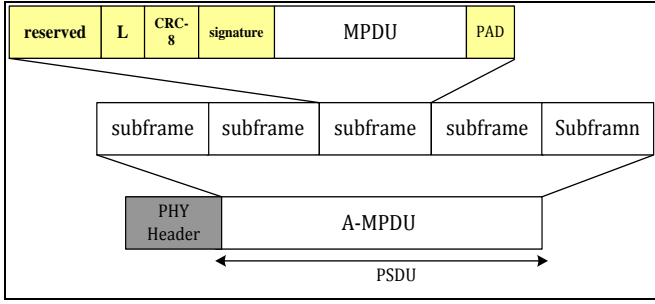 reserved L CRC-8 signature MPDU PAD
subframe subframe subframe subframe Subframn
PHY Header A-MPDU
PSDU